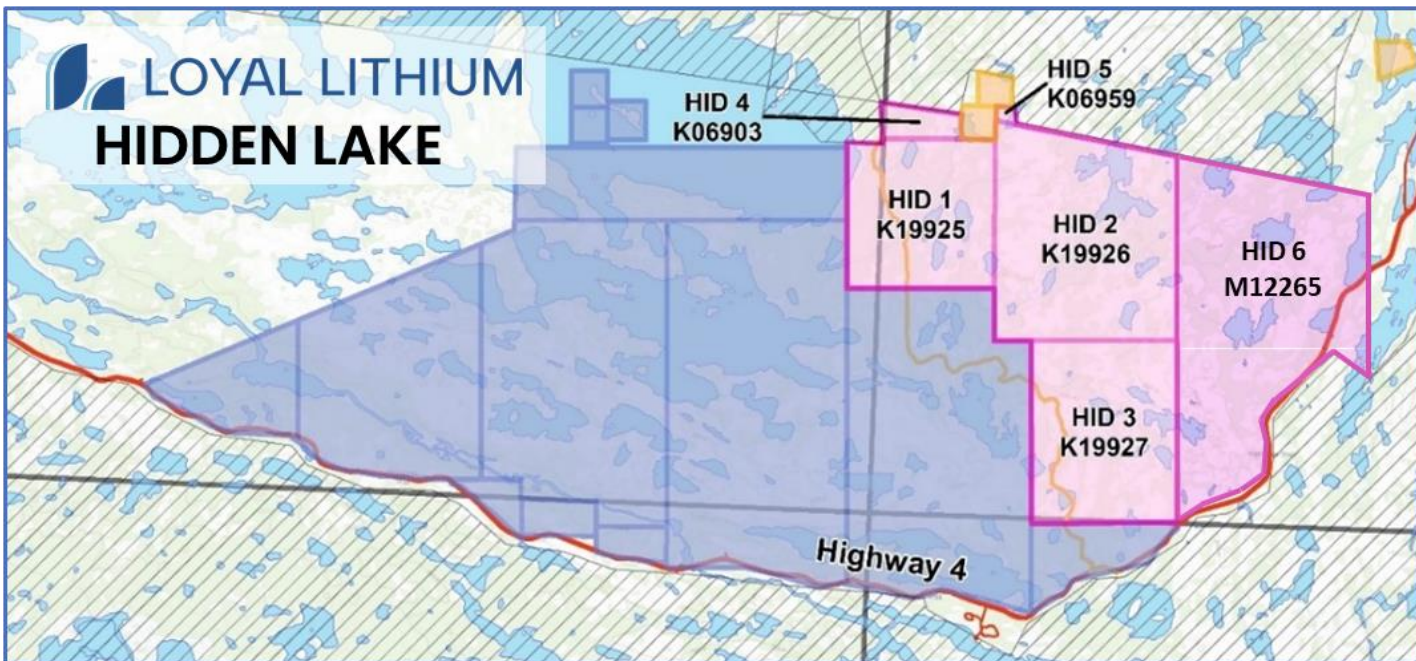 LOYAL LITHIUM
HIDDEN LAKE
HID 4
K06903
HID 5
K06959
HID 1
K19925
HID 2
K19926
HID 6
M12265
HID 3
K19927
Highway 4